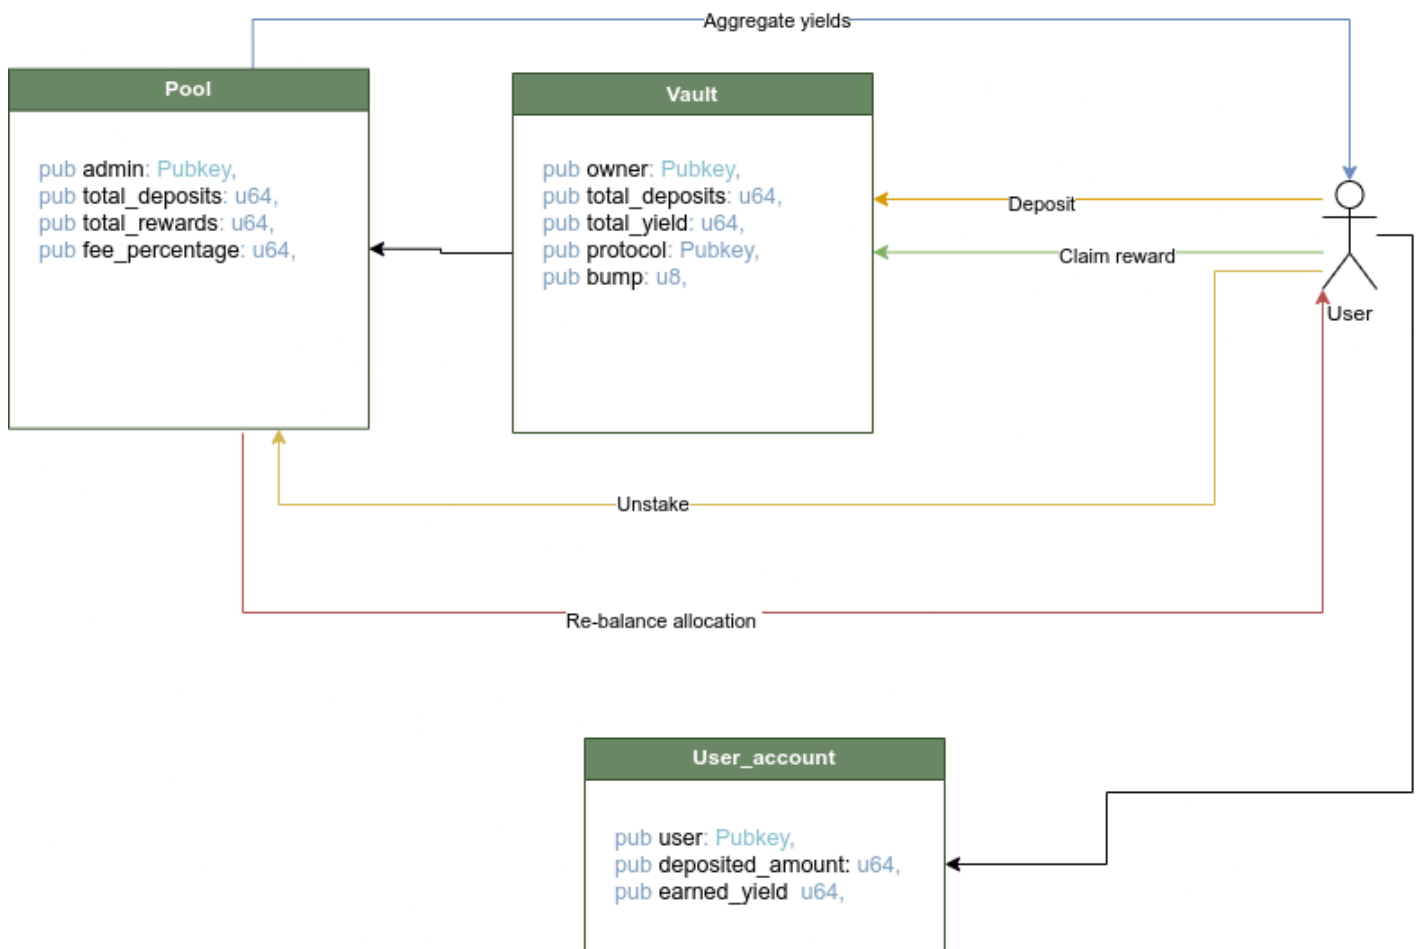 Aggregate yields
Pool
pub admin: Pubkey,
pub total_deposits: u64,
pub total_rewards: u64,
pub fee_percentage: u64,
Vault
pub owner: Pubkey,
pub total_deposits: u64,
pub total_yield: u64,
pub protocol: Pubkey,
pub bump: u8,
Deposit
Claim reward
User
Unstake
Re-balance allocation
User_account
pub user: Pubkey,
pub deposited_amount: u64,
pub earned_yield u64,